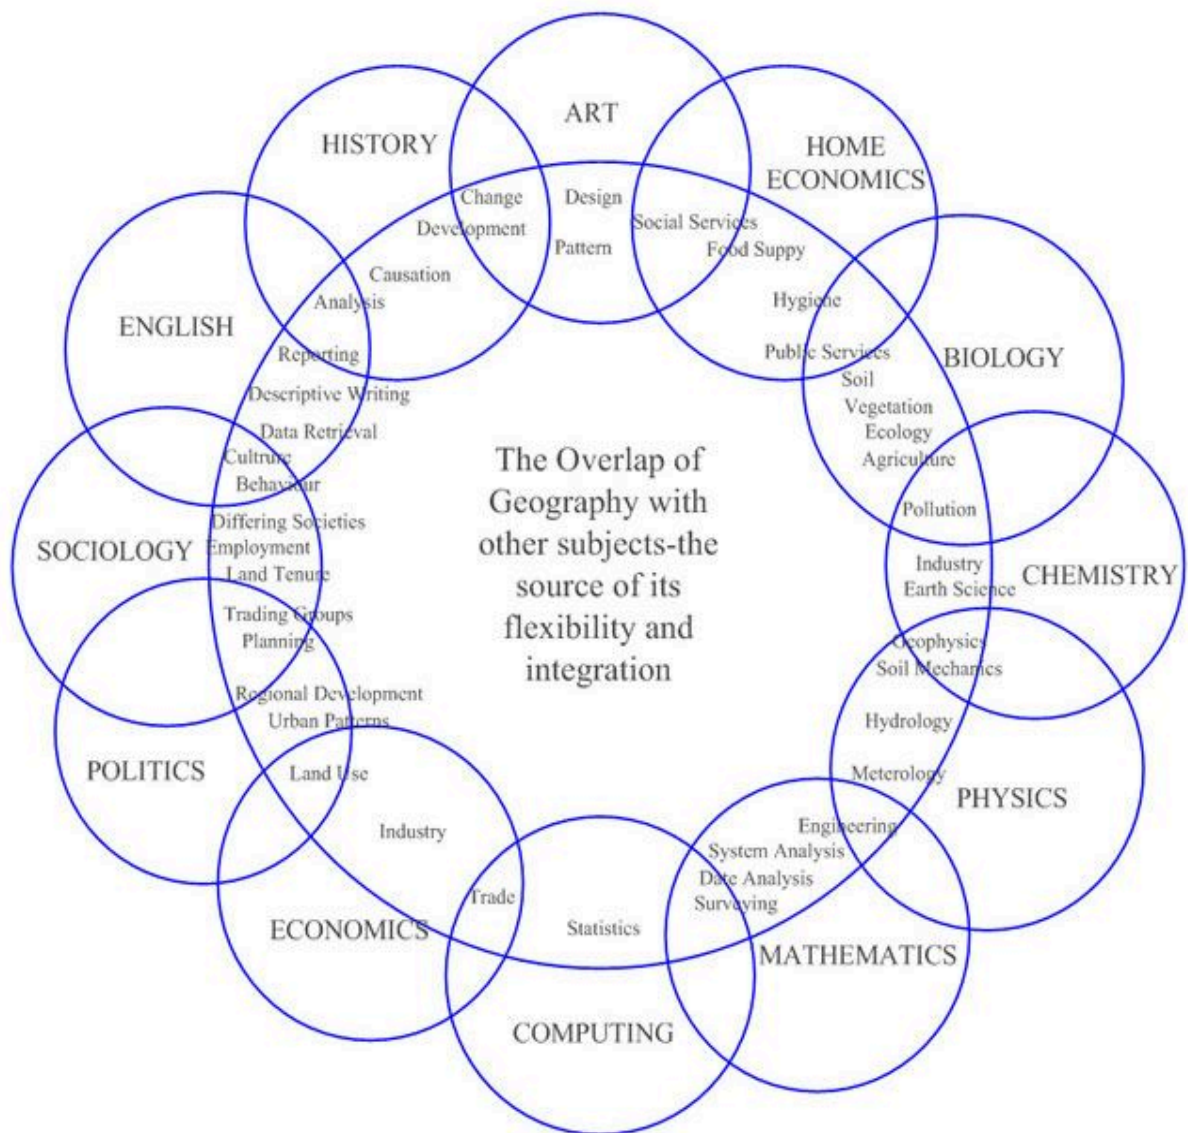 ART
HISTORY
HOME
ECONOMICS
Change
Development
Design
Pattern
Social Services
Food Suppy
Causation
Analysis
Hygiene
ENGLISH
Reporting
Descriptive Writing
Data Retrieval
Cultrure
Behaviour
Public Services
BIOLOGY
Soil
Vegetation
Ecology
Agriculture
Pollution
The Overlap of
Geography with
other subjects-the
source of its
flexibility and
integration
SOCIOLOGY
Differing Societies
Employment
Land Tenure
Trading Groups
Planning
Industry
Earth Science
CHEMISTRY
Geophysics
Soil Mechanics
Hydrology
Meterology
PHYSICS
Regional Development
Urban Patterns
POLITICS
Land Use
Industry
Engineering
System Analysis
Date Analysis
Surveying
ECONOMICS
Trade
Statistics
MATHEMATICS
COMPUTING